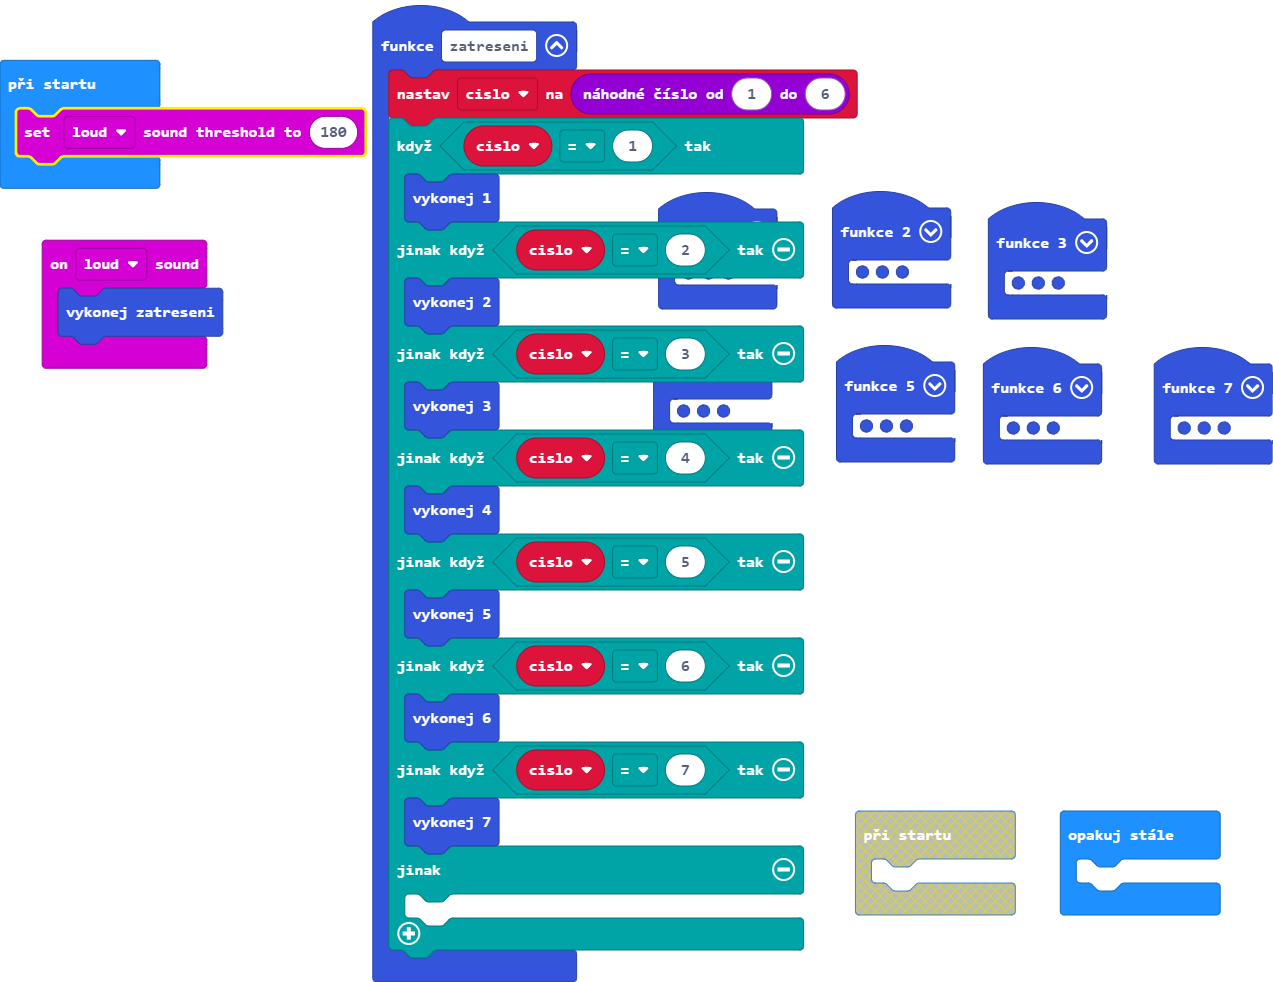 při startu
set loud sound threshold to 180
on loud sound
vykonej zatreseni
funkce zatreseni
nastav cislo na náhodné číslo od 1 do 6
když cislo = 1 tak
vykonej 1
jinak když cislo = 2 tak
vykonej 2
jinak když cislo = 3 tak
vykonej 3
jinak když cislo = 4 tak
vykonej 4
jinak když cislo = 5 tak
vykonej 5
jinak když cislo = 6 tak
vykonej 6
jinak když cislo = 7 tak
vykonej 7
jinak
funkce 2
funkce 3
funkce 5
funkce 6
funkce 7
při startu
opakuj stále